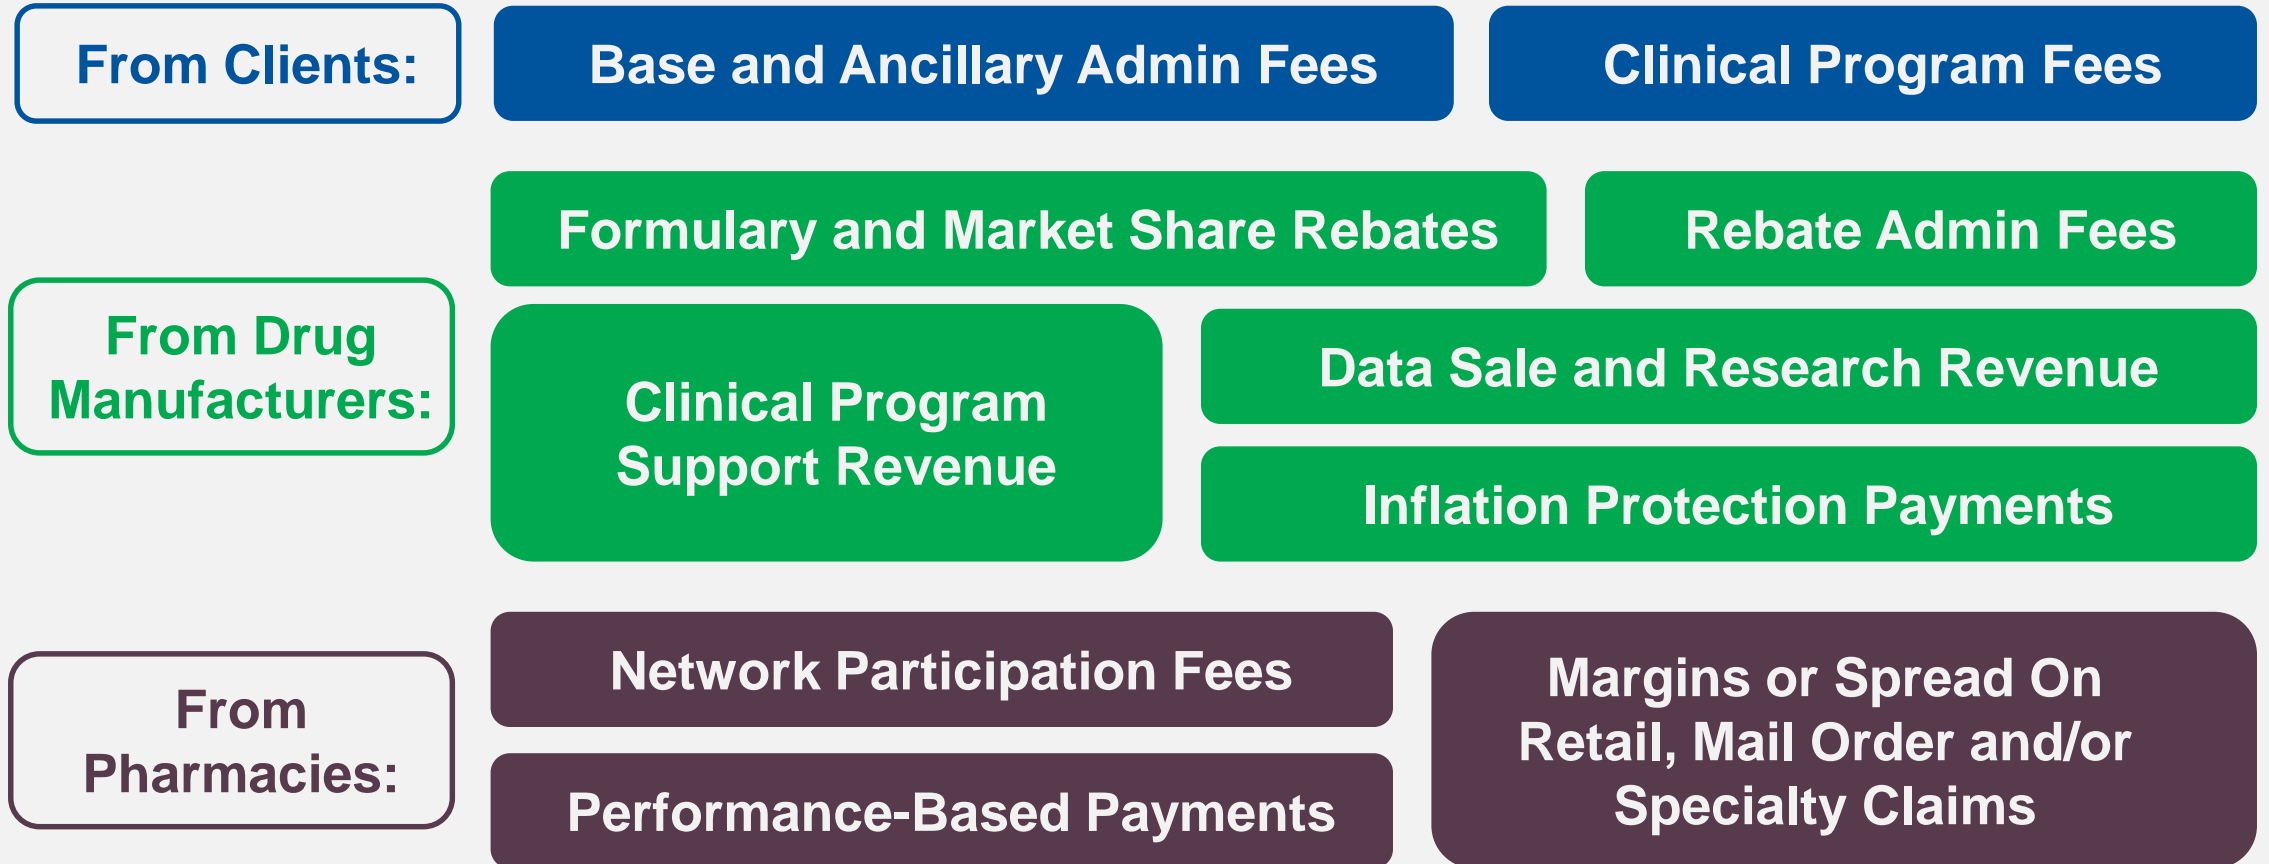 From Clients:
Base and Ancillary Admin Fees
Clinical Program Fees
From Drug
Manufacturers:
Formulary and Market Share Rebates
Rebate Admin Fees
Clinical Program
Support Revenue
Data Sale and Research Revenue
Inflation Protection Payments
From
Pharmacies:
Network Participation Fees
Performance-Based Payments
Margins or Spread On
Retail, Mail Order and/or
Specialty Claims